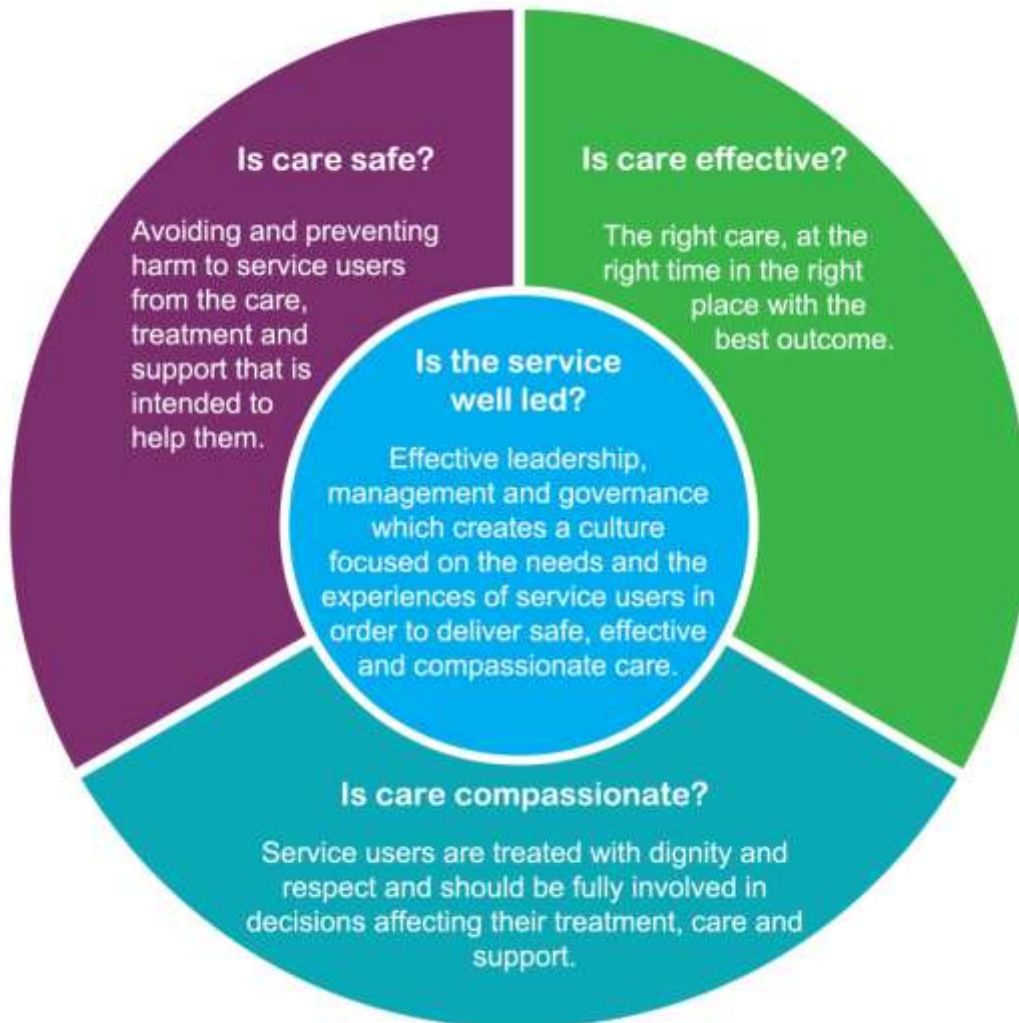 Is care safe?
Avoiding and preventing
harm to service users
from the care,
treatment and
support that is
intended to
help them.
Is care effective?
The right care, at the
right time in the right
place with the
best outcome.
Is the service
well led?
Effective leadership,
management and governance
which creates a culture
focused on the needs and the
experiences of service users in
order to deliver safe, effective
and compassionate care.
Is care compassionate?
Service users are treated with dignity and
respect and should be fully involved in
decisions affecting their treatment, care and
support.